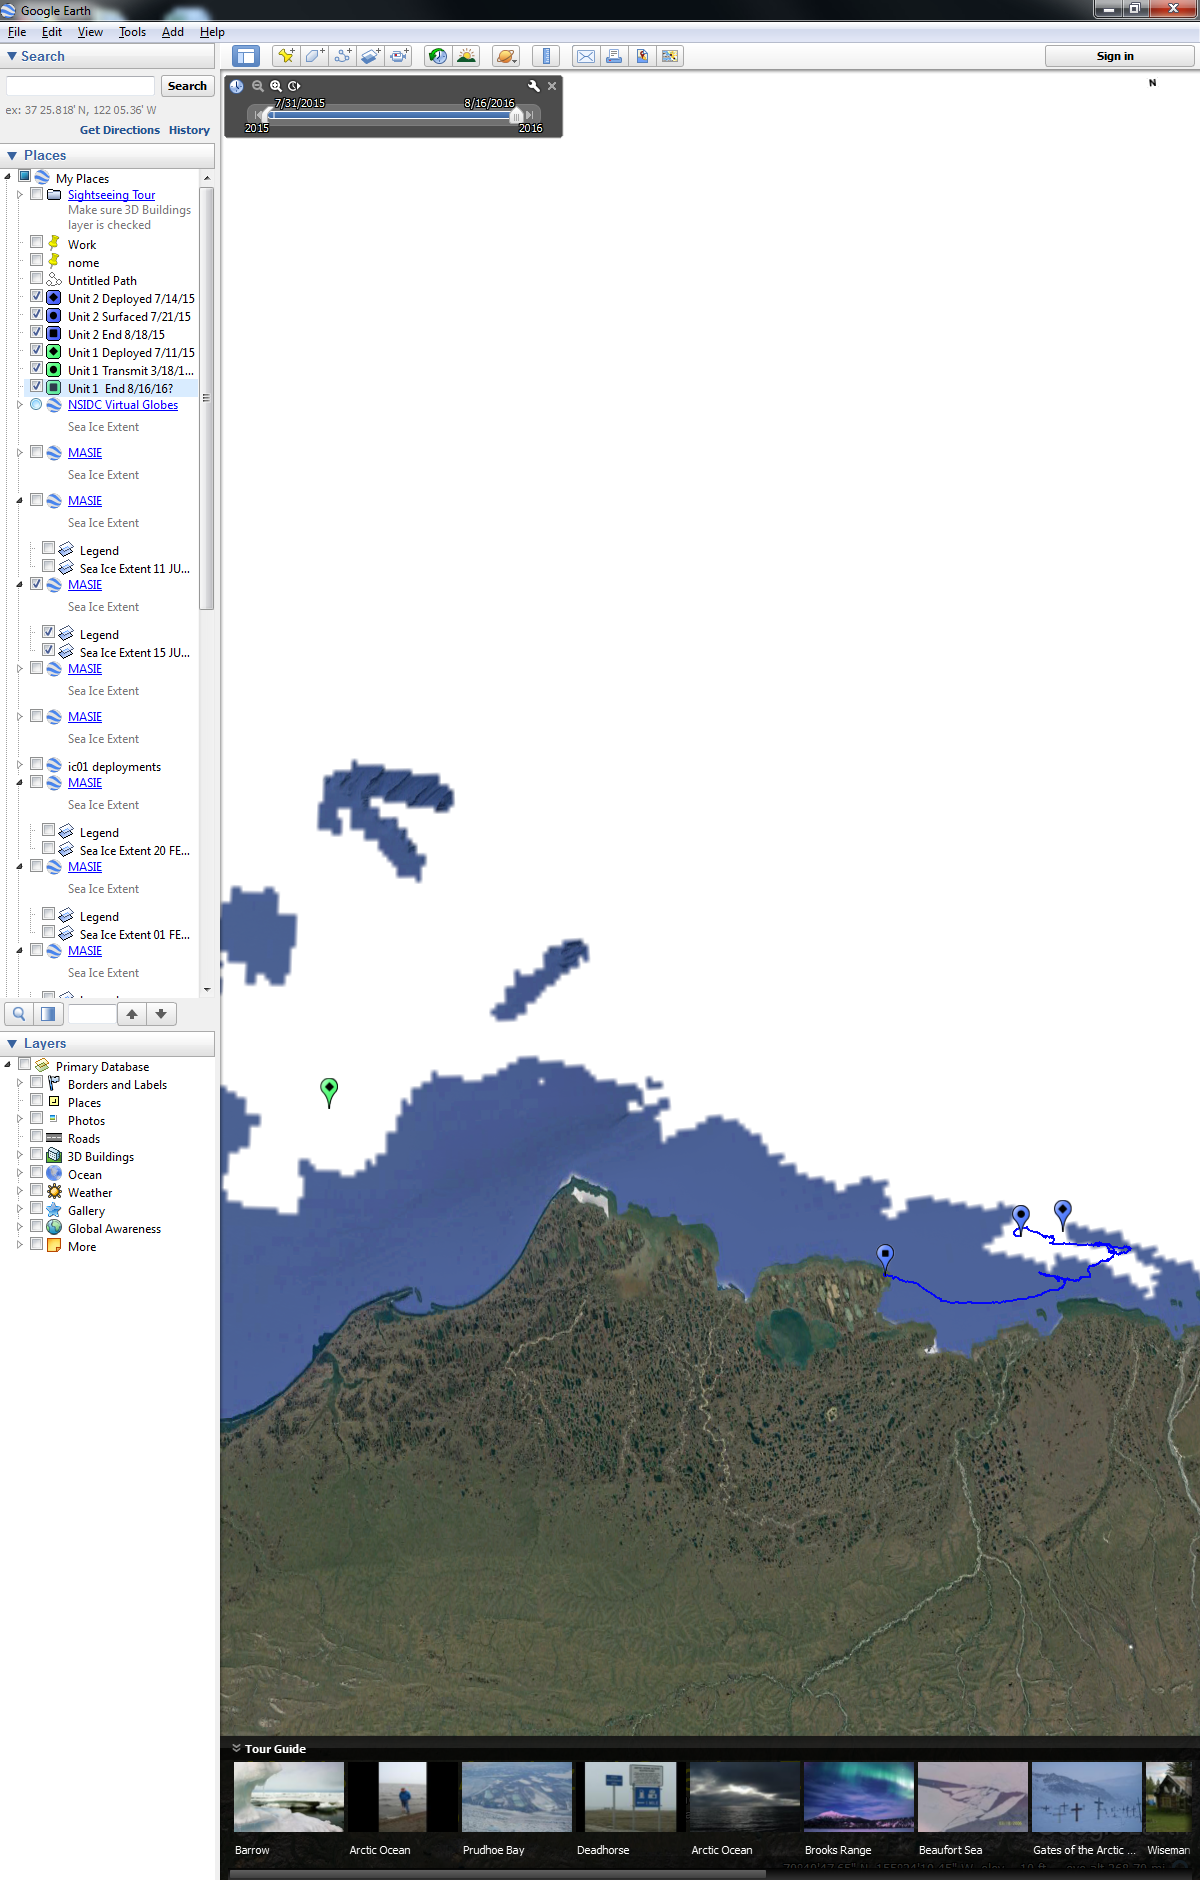 Google Earth
File Edit View Tools Add Help
Search
Search
ex: 37 25.818' N, 122 05.36' W
Get Directions History
Places
My Places
Sightseeing Tour
Make sure 3D Buildings
layer is checked
Work
nome
Untitled Path
Unit 2 Deployed 7/14/15
Unit 2 Surfaced 7/21/15
Unit 2 End 8/18/15
Unit 1 Deployed 7/11/15
Unit 1 Transmit 3/18/1...
Unit 1 End 8/16/16?
NSIDC Virtual Globes
Sea Ice Extent
MASIE
Sea Ice Extent
MASIE
Sea Ice Extent
Legend
Sea Ice Extent 11 JU...
MASIE
Sea Ice Extent
Legend
Sea Ice Extent 15 JU...
MASIE
Sea Ice Extent
MASIE
Sea Ice Extent
ic01 deployments
MASIE
Sea Ice Extent
Legend
Sea Ice Extent 20 FE...
MASIE
Sea Ice Extent
Legend
Sea Ice Extent 01 FE...
MASIE
Sea Ice Extent
Layers
Primary Database
Borders and Labels
Places
Photos
Roads
3D Buildings
Ocean
Weather
Gallery
Global Awareness
More
Sign in
N
7/31/2015 8/16/2016
2015 2016
Tour Guide
Barrow
Arctic Ocean
Prudhoe Bay
Deadhorse
Arctic Ocean
Brooks Range
Beaufort Sea
Gates of the Arctic ...
Wiseman